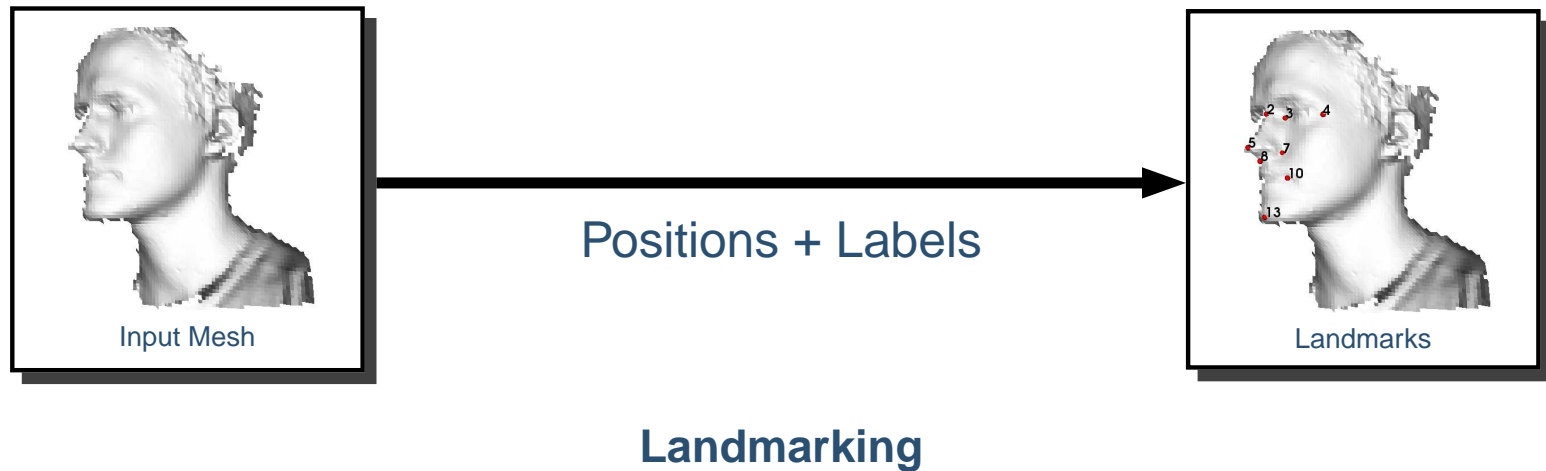 2
3
4
5
7
8
10
13
Positions + Labels
Input Mesh
Landmarks
Landmarking